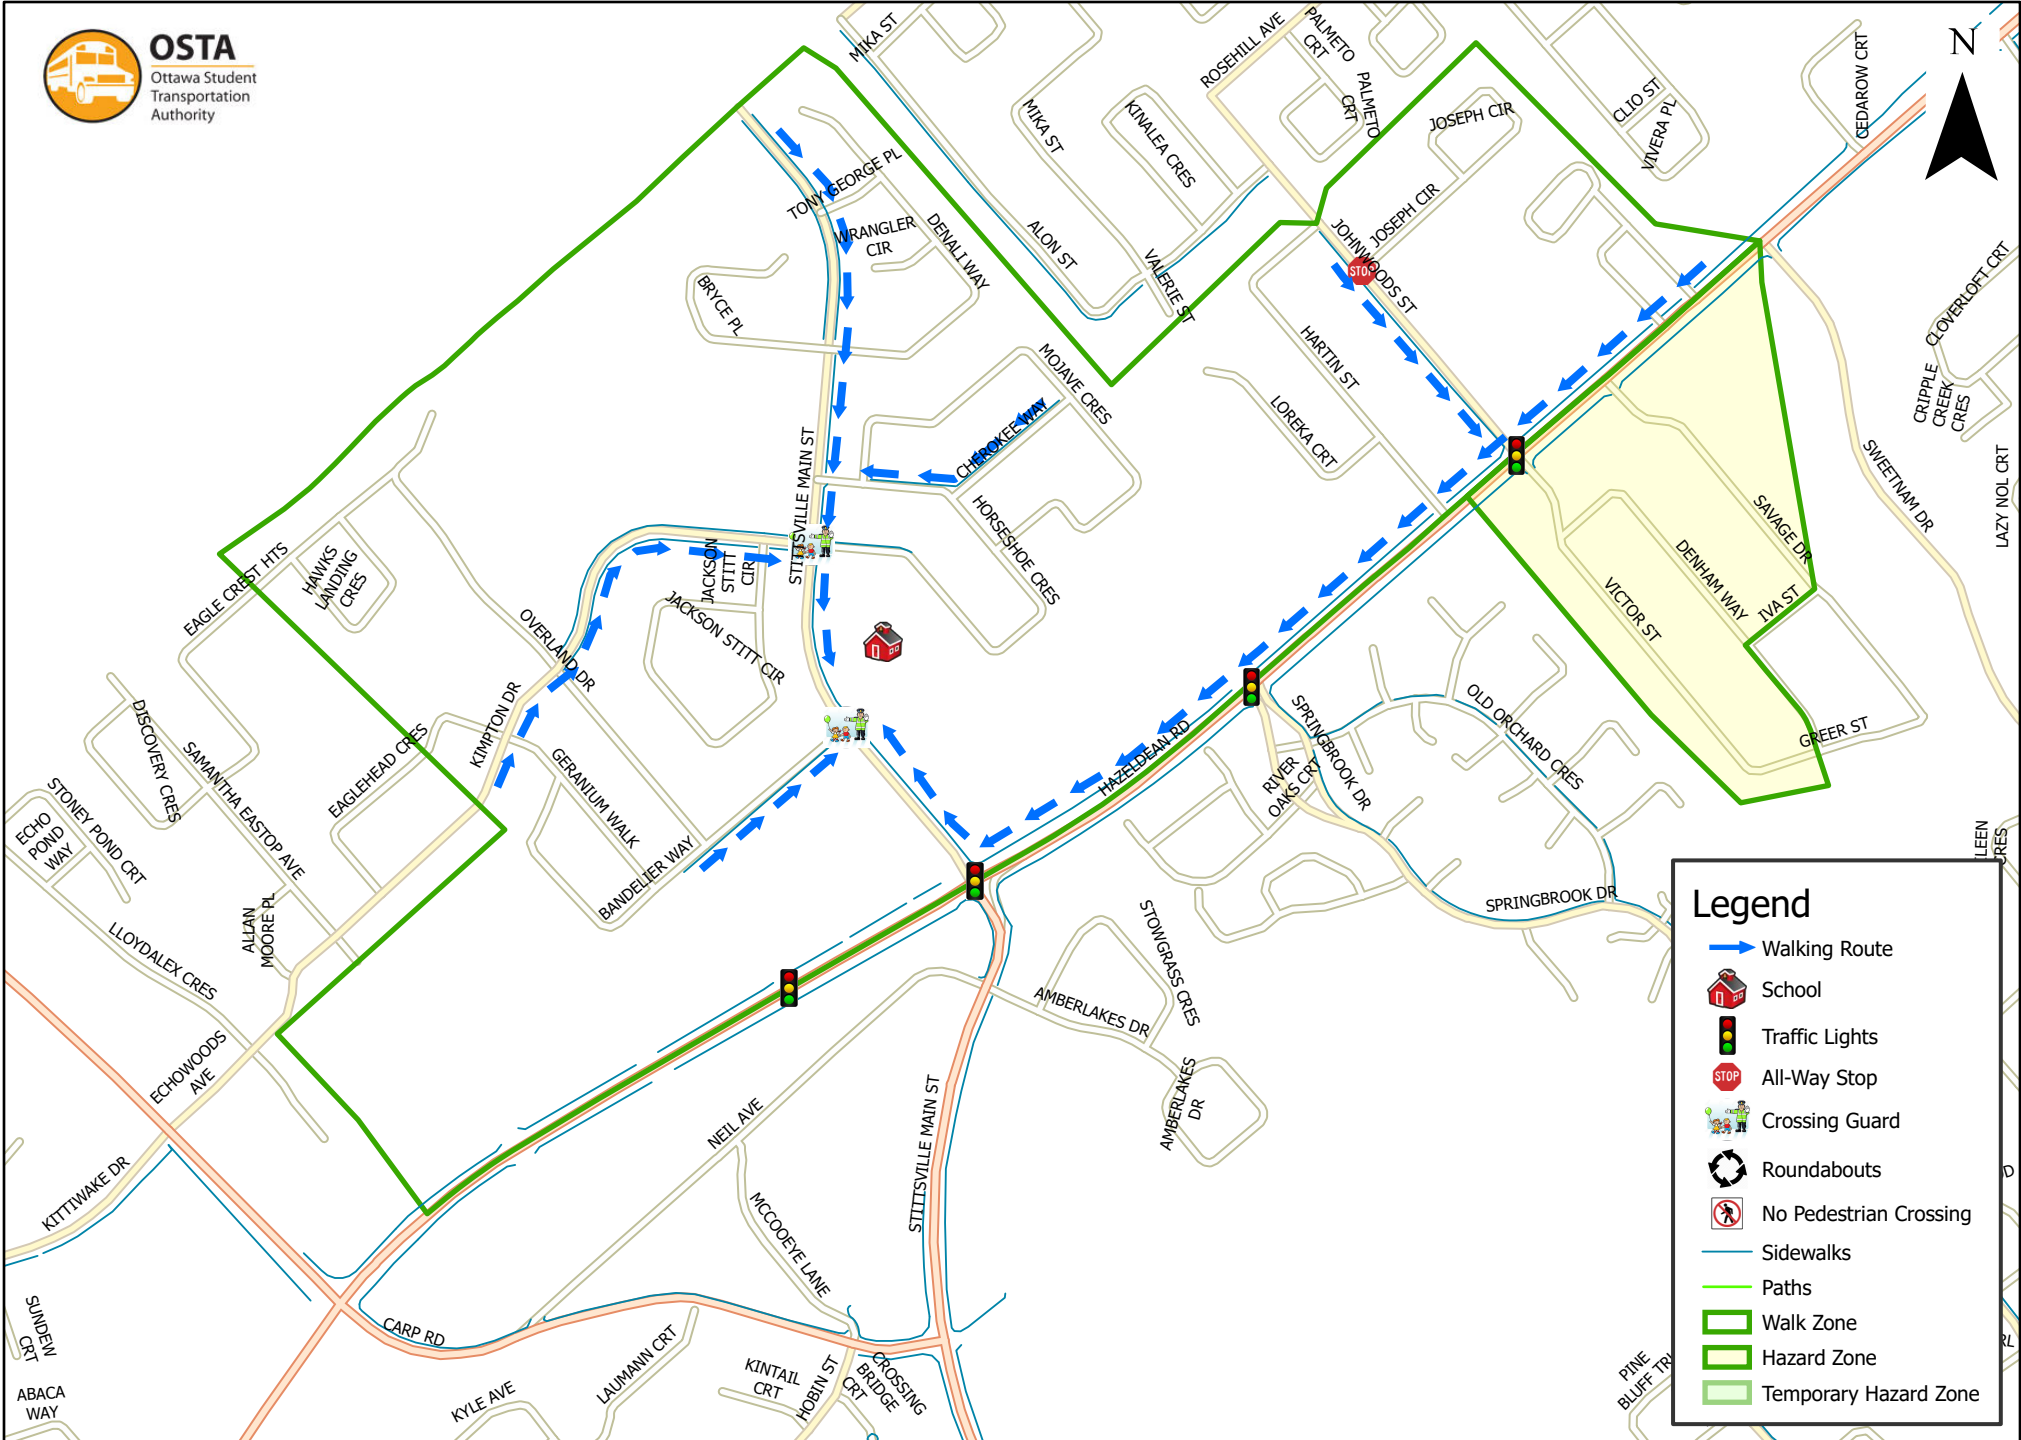 OSTA
Ottawa Student
Transportation
Authority
N
MIKA ST
ROSEHILL AVE
PALMETO
CRT
PALMETO
CRT
JOSEPH CIR
CLIO ST
VIVERA PL
CEDAROW CRT
MIKA ST
KINALEA CRES
TONY GEORGE PL
WRANGLER
CIR
DENALI WAY
ALON ST
VALERIE ST
JOSEPH CIR
JOHNWOODS ST
STOP
BRYCE PL
HARTIN ST
CLOVERLOFT CRT
CRIPPLE
CREEK
CRES
MOJAVE CRES
CHEROKEE WAY
LOREKA CRT
SWEETNAM DR
LAZY NOL CRT
STITTSVILLE MAIN ST
HORSESHOE CRES
SAVAGE DR
DENHAM WAY
IVA ST
VICTOR ST
GREER ST
EAGLE CREST HTS
HAWKS
LANDING
CRES
JACKSON
STITT
CIR
JACKSON STITT CIR
OVERLAND DR
KIMPTON DR
DISCOVERY CRES
SAMANTHA EASTOP AVE
EAGLEHEAD CRES
GERANIUM WALK
STONEY POND CRT
ECHO
POND
WAY
BANDELIER WAY
ALLAN
MOORE PL
LLOYDALEX CRES
ECHOWOODS
AVE
KITTIWAKE DR
HAZELDEAN RD
SPRINGBROOK DR
RIVER
OAKS CRT
OLD ORCHARD CRES
SPRINGBROOK DR
STOWGRASS CRES
AMBERLAKES DR
AMBERLAKES
DR
NEIL AVE
STITTSVILLE MAIN ST
MCCOOEYE LANE
CARP RD
SUNDEW
CRT
ABACA
WAY
KYLE AVE
LAUMANN CRT
KINTAIL
CRT
HOBIN ST
CROSSING
BRIDGE
CRT
PINE
BLUFF
Legend
Walking Route
School
Traffic Lights
STOP
All-Way Stop
Crossing Guard
Roundabouts
No Pedestrian Crossing
Sidewalks
Paths
Walk Zone
Hazard Zone
Temporary Hazard Zone